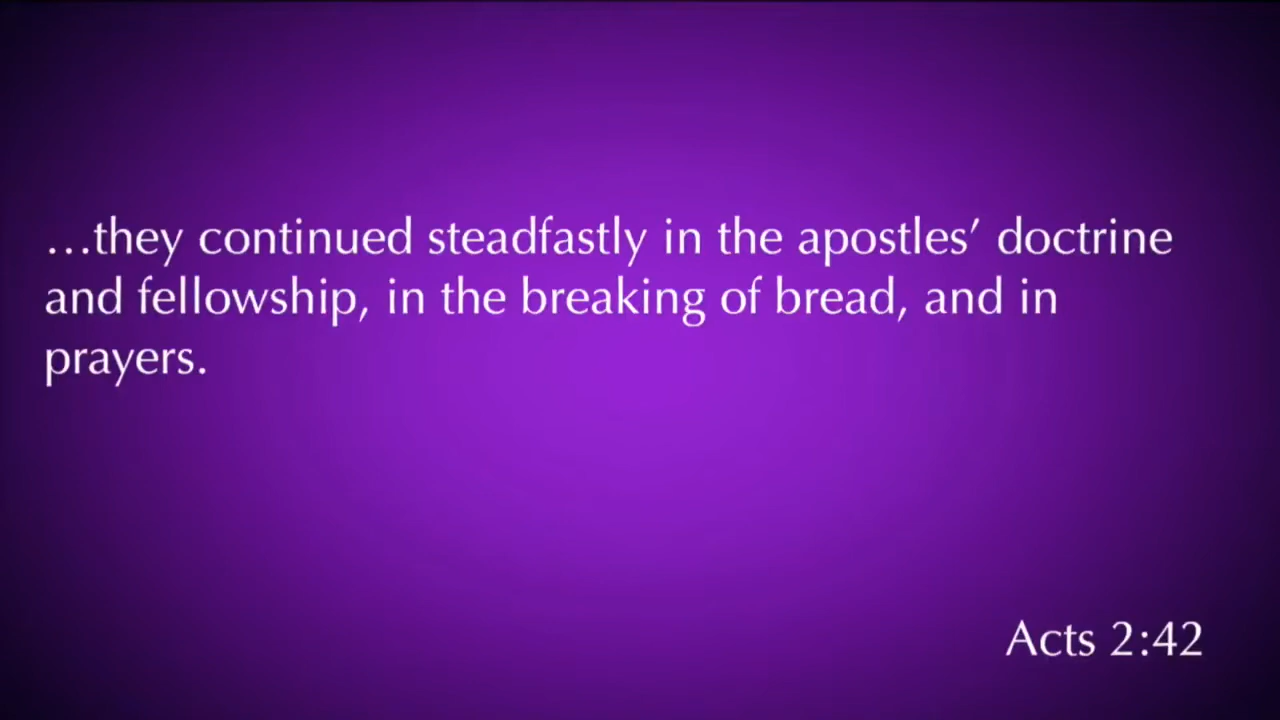 …they continued steadfastly in the apostles’ doctrine
and fellowship, in the breaking of bread, and in
prayers.
Acts 2:42